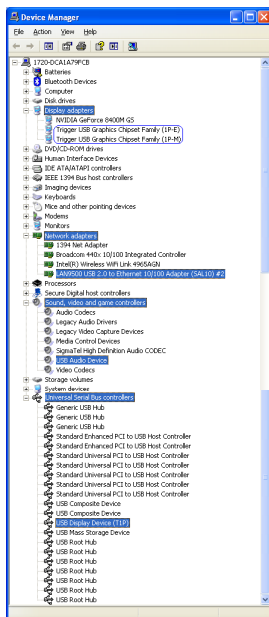 Device Manager
File Action View Help
1720-DCA1A79FCB
Batteries
Bluetooth Devices
Computer
Disk drives
Display adapters
NVIDIA GeForce 8400M GS
Trigger USB Graphics Chipset Family (1P-E)
Trigger USB Graphics Chipset Family (1P-M)
DVD/CD-ROM drives
Human Interface Devices
IDE ATA/ATAPI controllers
IEEE 1394 Bus host controllers
Imaging devices
Keyboards
Mice and other pointing devices
Modems
Monitors
Network adapters
1394 Net Adapter
Broadcom 440x 10/100 Integrated Controller
Intel(R) Wireless WiFi Link 4965AGN
LAN9500 USB 2.0 to Ethernet 10/100 Adapter (SAL10) #2
Processors
Secure Digital host controllers
Sound, video and game controllers
Audio Codecs
Legacy Audio Drivers
Legacy Video Capture Devices
Media Control Devices
SigmaTel High Definition Audio CODEC
USB Audio Device
Video Codecs
Storage volumes
System devices
Universal Serial Bus controllers
Generic USB Hub
Generic USB Hub
Generic USB Hub
Standard Enhanced PCI to USB Host Controller
Standard Enhanced PCI to USB Host Controller
Standard Universal PCI to USB Host Controller
Standard Universal PCI to USB Host Controller
Standard Universal PCI to USB Host Controller
Standard Universal PCI to USB Host Controller
Standard Universal PCI to USB Host Controller
USB Composite Device
USB Composite Device
USB Display Device (T1P)
USB Mass Storage Device
USB Root Hub
USB Root Hub
USB Root Hub
USB Root Hub
USB Root Hub
USB Root Hub